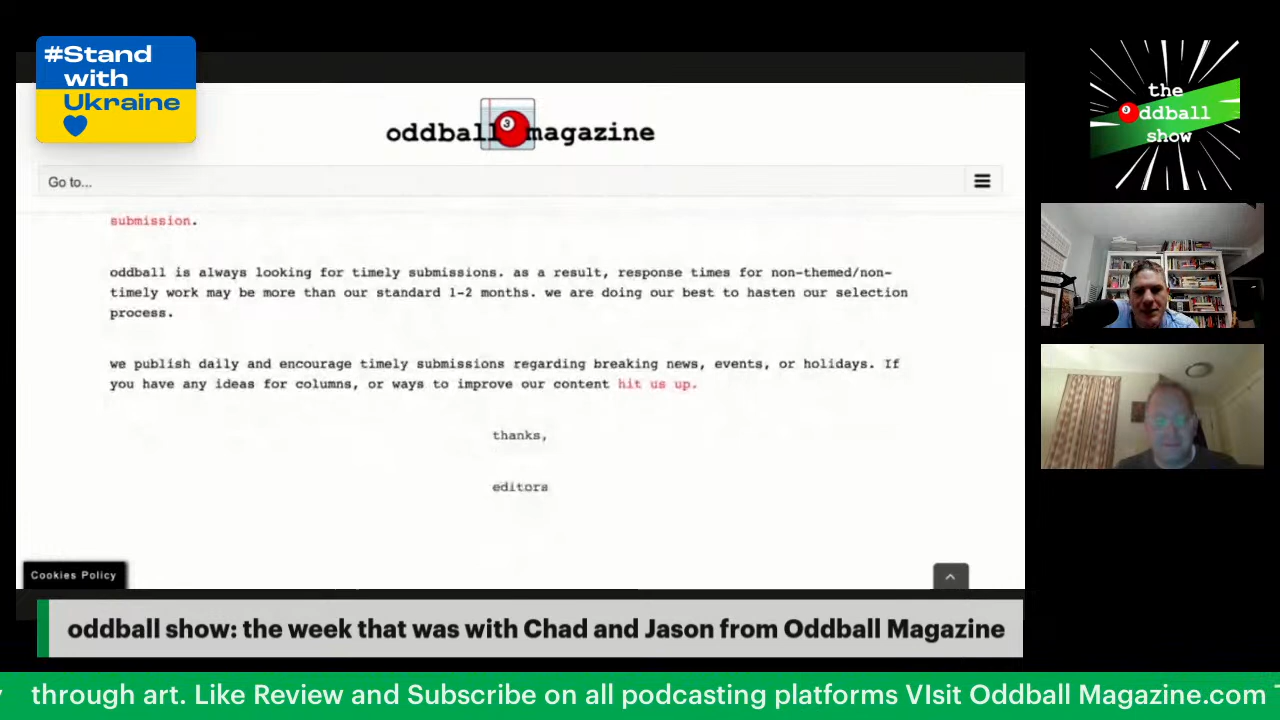 #Stand
with
Ukraine
oddball magazine
3
Go to...
submission.
oddball is always looking for timely submissions. as a result, response times for non-themed/non-
timely work may be more than our standard 1-2 months. we are doing our best to hasten our selection
process.
we publish daily and encourage timely submissions regarding breaking news, events, or holidays. If
you have any ideas for columns, or ways to improve our content hit us up.
thanks,
editors
Cookies Policy
the
oddball
show
oddball show: the week that was with Chad and Jason from Oddball Magazine
through art. Like Review and Subscribe on all podcasting platforms VIsit Oddball Magazine.com